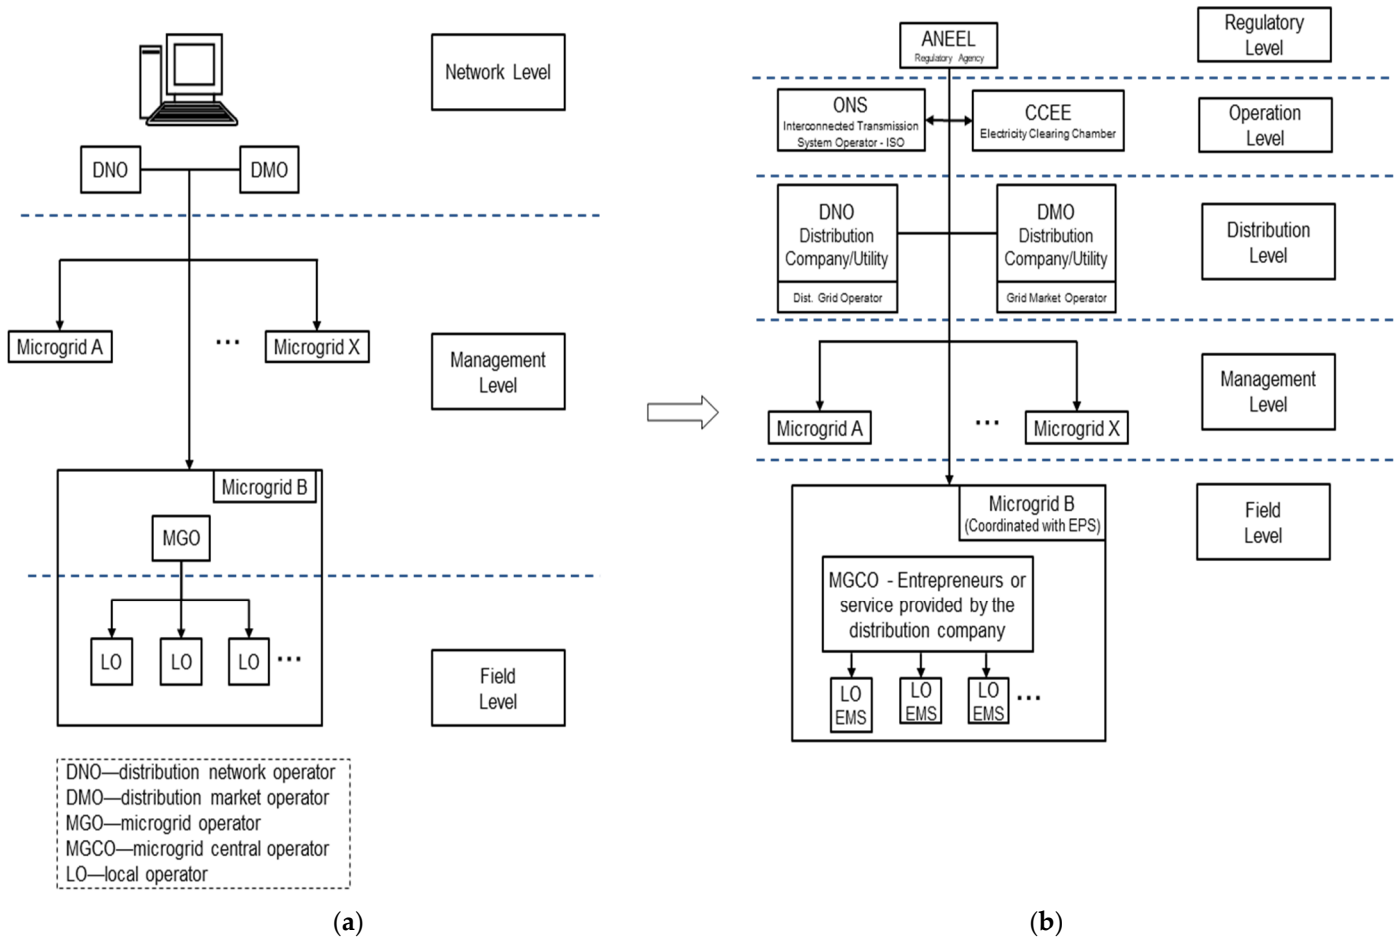 Network Level
DNO
DMO
Microgrid A
...
Microgrid X
Management
Level
Microgrid B
MGO
LO
LO
LO
...
Field
Level
DNO—distribution network operator
DMO—distribution market operator
MGO—microgrid operator
MGCO—microgrid central operator
LO—local operator
(a)
ANEEL
Regulatory Agency
Regulatory
Level
ONS
Interconnected Transmission
System Operator - ISO
CCEE
Electricity Clearing Chamber
Operation
Level
DNO
Distribution
Company/Utility
Dist. Grid Operator
DMO
Distribution
Company/Utility
Grid Market Operator
Distribution
Level
Microgrid A
...
Microgrid X
Management
Level
Microgrid B
(Coordinated with EPS)
Field
Level
MGCO - Entrepreneurs or
service provided by the
distribution company
LO
EMS
LO
EMS
LO
EMS
...
(b)